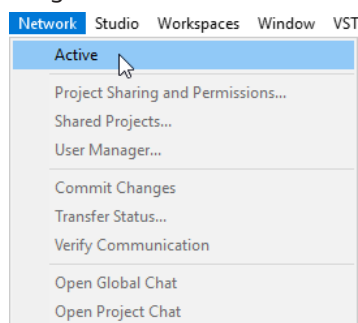 Network Studio Workspaces Window VST
Active
Project Sharing and Permissions...
Shared Projects...
User Manager...
Commit Changes
Transfer Status...
Verify Communication
Open Global Chat
Open Project Chat